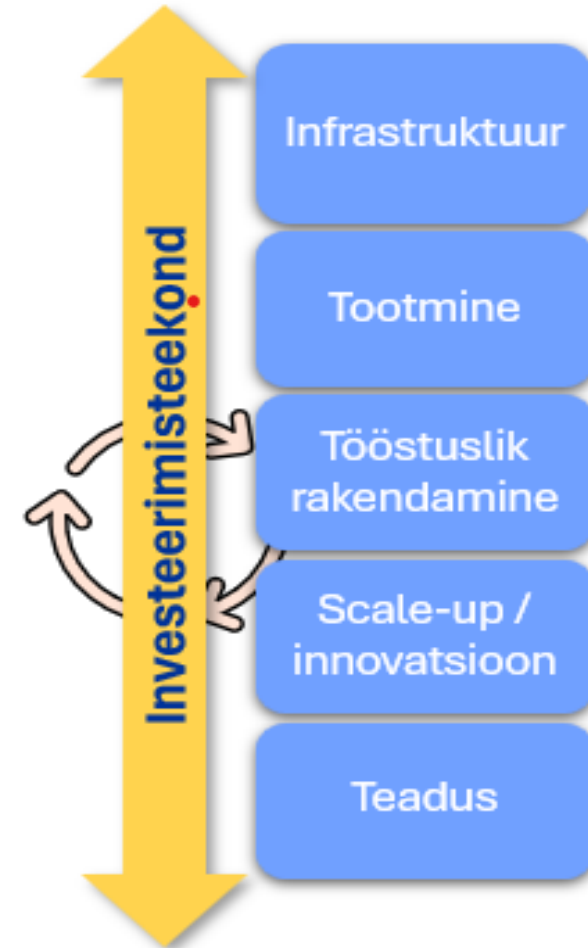 Investeerimisteekond
Infrastruktuur
Tootmine
Tööstuslik
rakendamine
Scale-up /
innovatsioon
Teadus